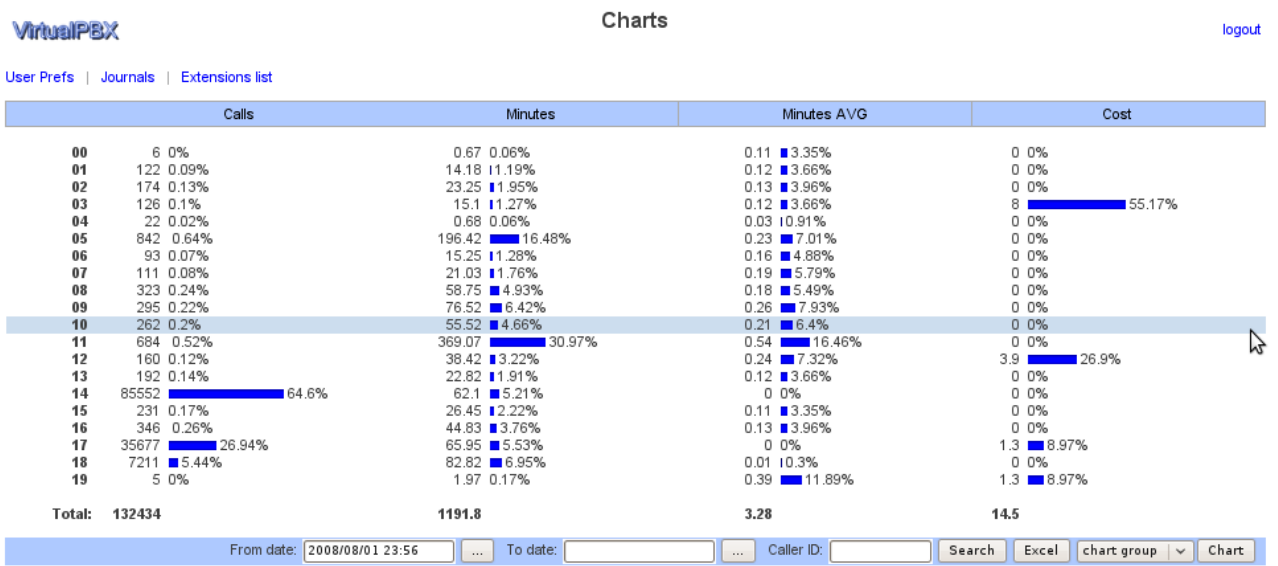 VirtualPBX
Charts
logout
User Prefs | Journals | Extensions list
Calls Minutes Minutes AVG Cost
00 6 0% 0.67 0.06% 0.11 3.35% 0 0%
01 122 0.09% 14.18 1.19% 0.12 3.66% 0 0%
02 174 0.13% 23.25 1.95% 0.13 3.96% 0 0%
03 126 0.1% 15.1 1.27% 0.12 3.66% 8 55.17%
04 22 0.02% 0.68 0.06% 0.03 0.91% 0 0%
05 842 0.64% 196.42 16.48% 0.23 7.01% 0 0%
06 93 0.07% 15.25 1.28% 0.16 4.88% 0 0%
07 111 0.08% 21.03 1.76% 0.19 5.79% 0 0%
08 323 0.24% 58.75 4.93% 0.18 5.49% 0 0%
09 295 0.22% 76.52 6.42% 0.26 7.93% 0 0%
10 262 0.2% 55.52 4.66% 0.21 6.4% 0 0%
11 684 0.52% 369.07 30.97% 0.54 16.46% 0 0%
12 160 0.12% 38.42 3.22% 0.24 7.32% 3.9 26.9%
13 192 0.14% 22.82 1.91% 0.12 3.66% 0 0%
14 85552 64.6% 62.1 5.21% 0 0% 0 0%
15 231 0.17% 26.45 2.22% 0.11 3.35% 0 0%
16 346 0.26% 44.83 3.76% 0.13 3.96% 0 0%
17 35677 26.94% 65.95 5.53% 0 0% 1.3 8.97%
18 7211 5.44% 82.82 6.95% 0.01 0.3% 0 0%
19 5 0% 1.97 0.17% 0.39 11.89% 1.3 8.97%
Total: 132434 1191.8 3.28 14.5
From date: 2008/08/01 23:56 ... To date: ... Caller ID: Search Excel chart group Chart